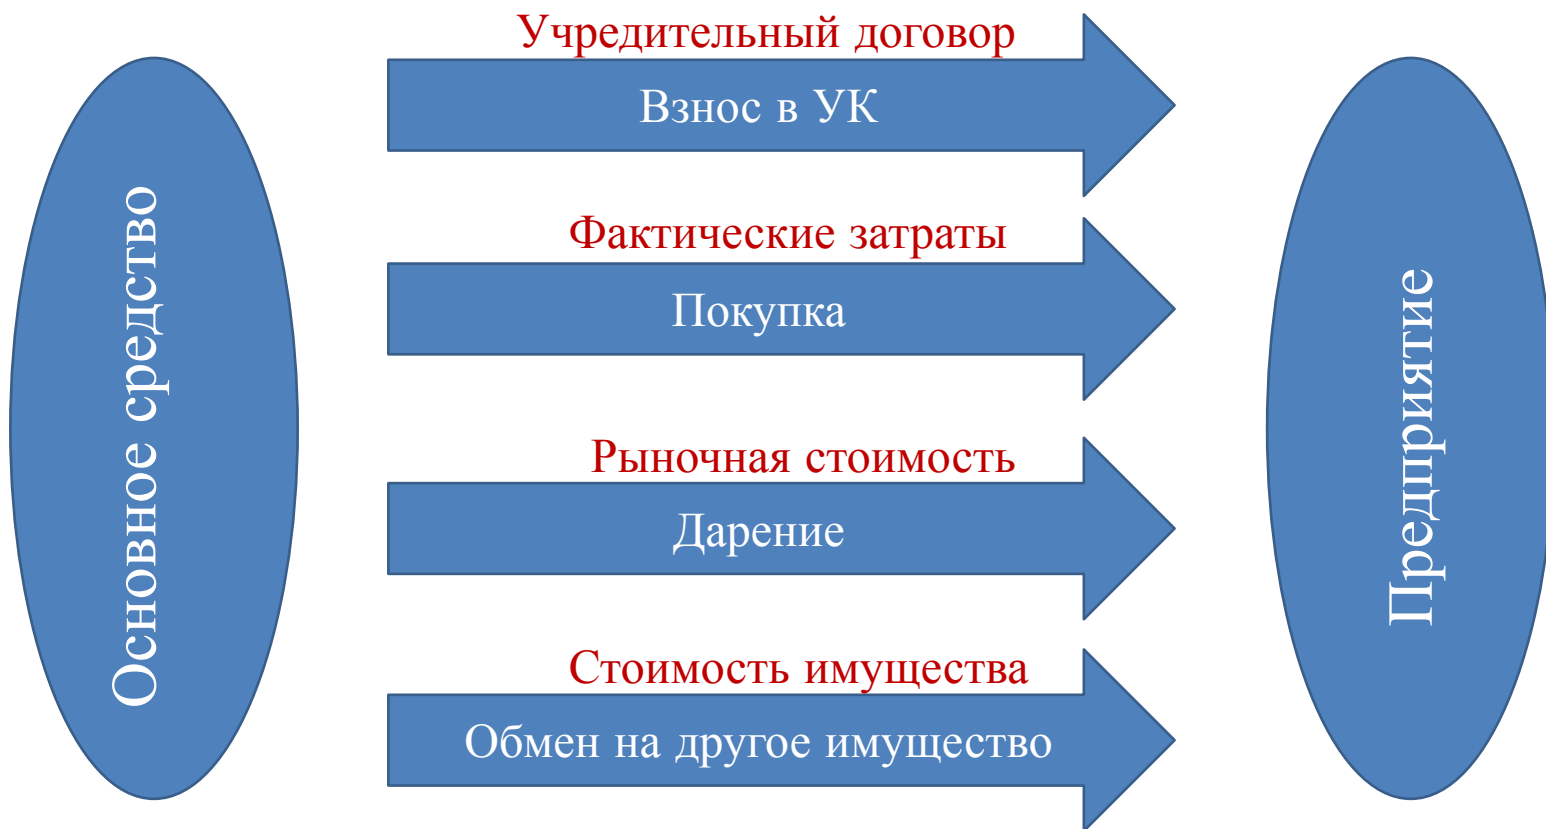 Основное средство
Учредительный договор
Взнос в УК
Фактические затраты
Покупка
Рыночная стоимость
Дарение
Стоимость имущества
Обмен на другое имущество
Предприятие